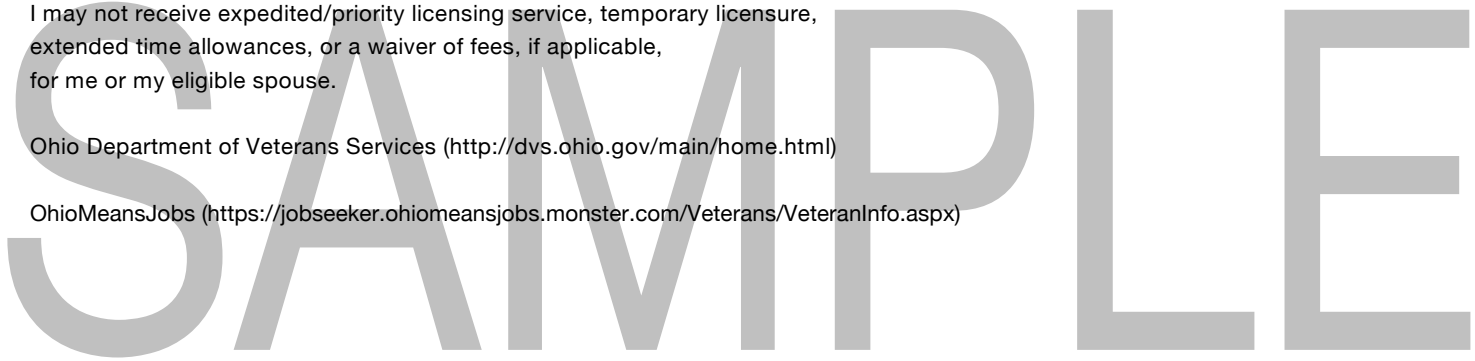 I may not receive expedited/priority licensing service, temporary licensure,
extended time allowances, or a waiver of fees, if applicable,
for me or my eligible spouse.
Ohio Department of Veterans Services (http://dvs.ohio.gov/main/home.html)
OhioMeansJobs (https://jobseeker.ohiomeansjobs.monster.com/Veterans/VeteranInfo.aspx)
SAMPLE